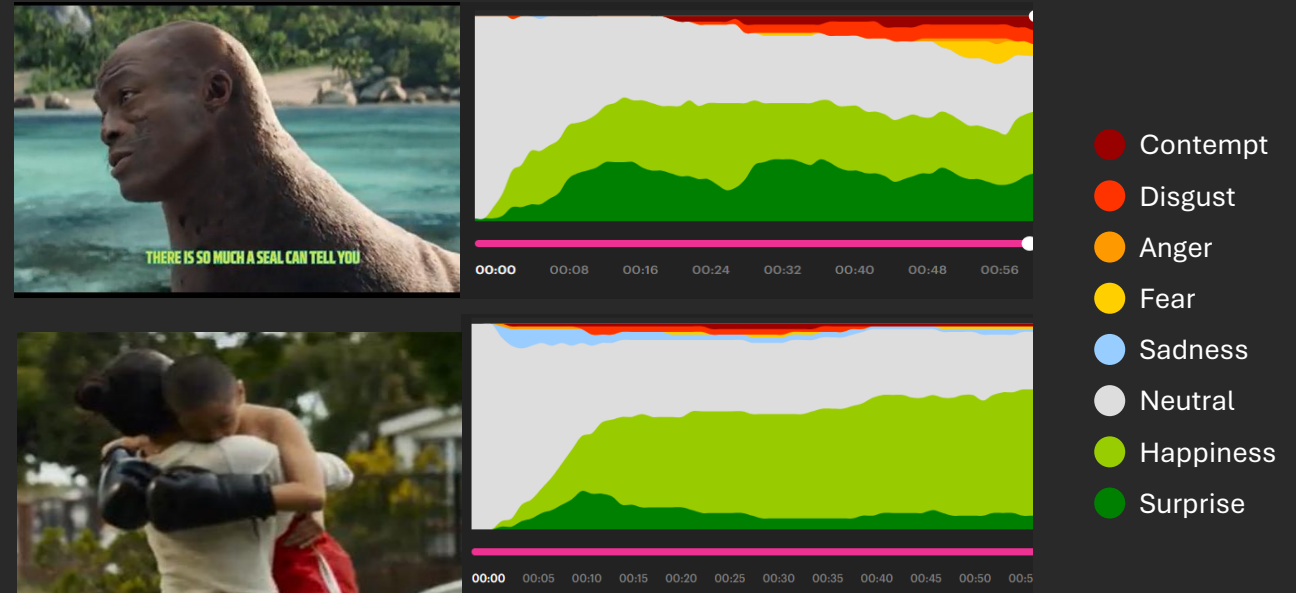 THERE IS SO MUCH A SEAL CAN TELL YOU
00:00 00:08 00:16 00:24 00:32 00:40 00:48 00:56
Contempt
Disgust
Anger
Fear
Sadness
Neutral
Happiness
Surprise
00:00 00:05 00:10 00:15 00:20 00:25 00:30 00:35 00:40 00:45 00:50 00:5